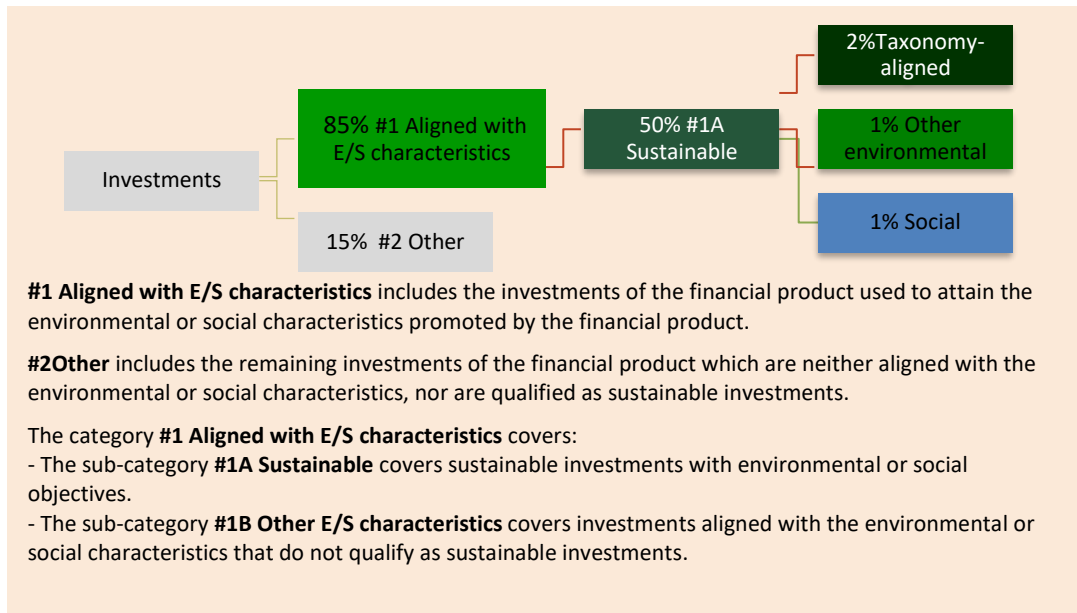 2%Taxonomy-
aligned
85% #1 Aligned with
E/S characteristics
50% #1A
Sustainable
1% Other
environmental
Investments
1% Social
15%  #2 Other
#1 Aligned with E/S characteristics includes the investments of the financial product used to attain the
environmental or social characteristics promoted by the financial product.
#2Other includes the remaining investments of the financial product which are neither aligned with the
environmental or social characteristics, nor are qualified as sustainable investments.
The category #1 Aligned with E/S characteristics covers:
- The sub-category #1A Sustainable covers sustainable investments with environmental or social
objectives.
- The sub-category #1B Other E/S characteristics covers investments aligned with the environmental or
social characteristics that do not qualify as sustainable investments.